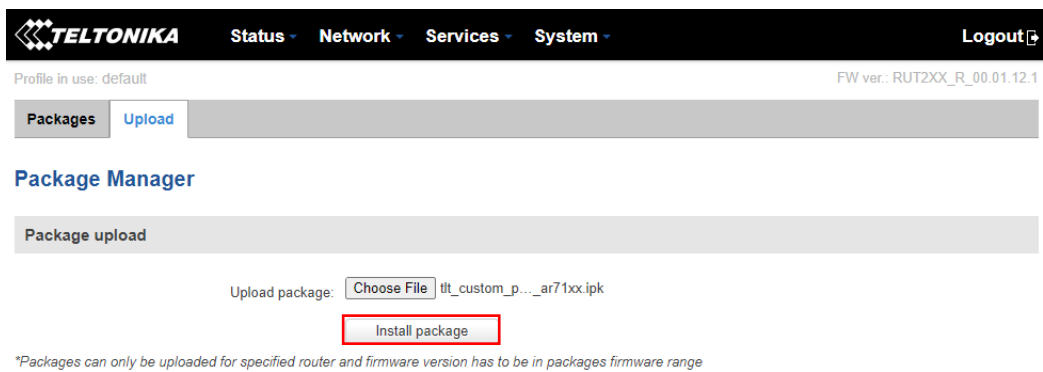 TELTONIKA Status Network Services System Logout
Profile in use: default FW ver.: RUT2XX_R_00.01.12.1
Packages Upload
Package Manager
Package upload
Upload package: Choose File tlt_custom_p..._ar71xx.ipk
Install package
*Packages can only be uploaded for specified router and firmware version has to be in packages firmware range